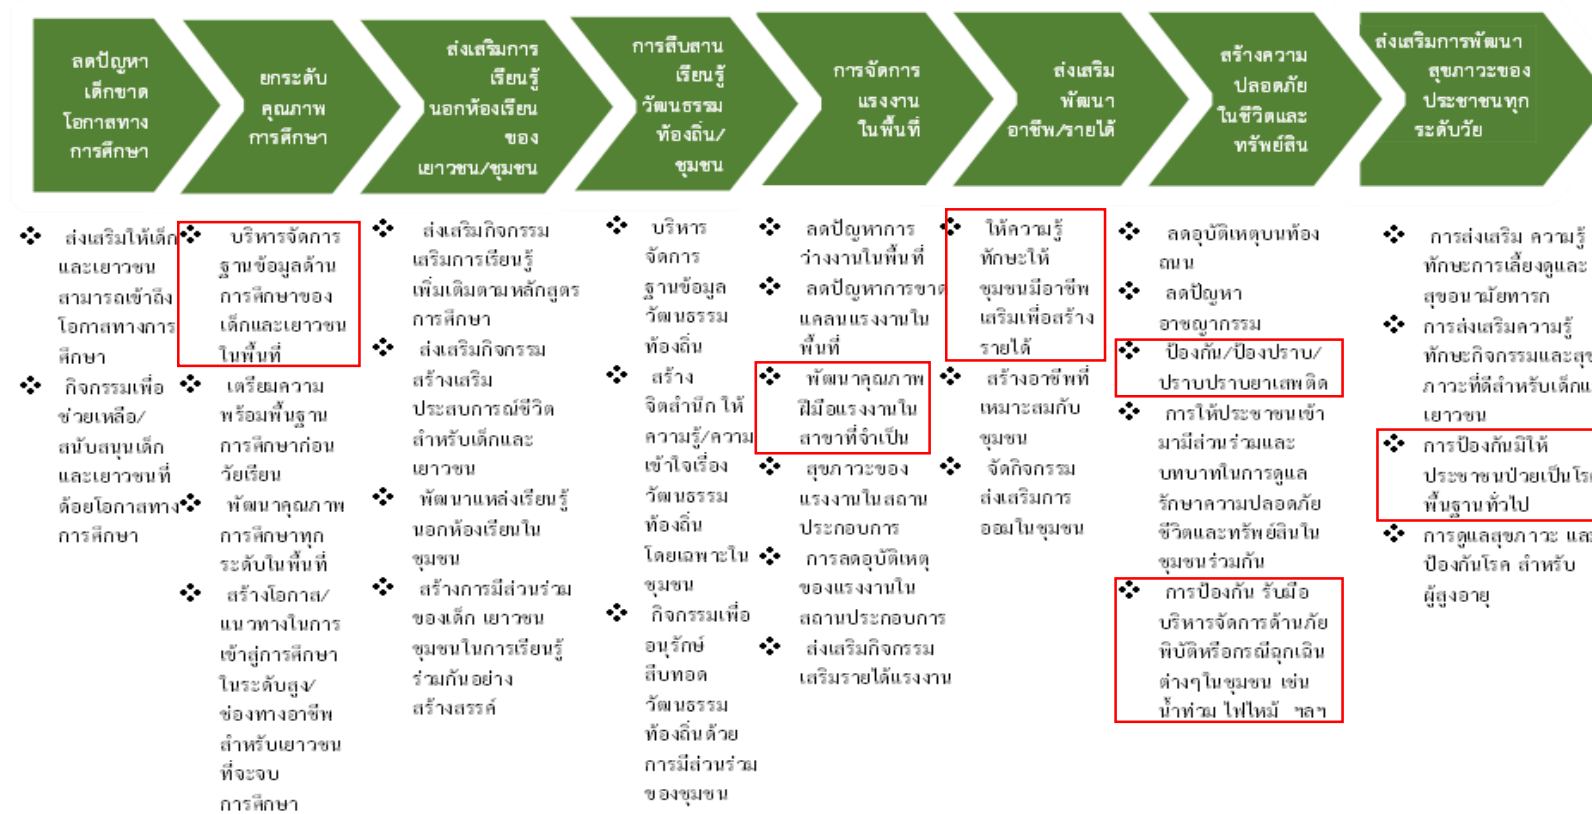 ลดปัญหา
เด็กขาด
โอกาสทาง
การศึกษา
ยกระดับ
คุณภาพ
การศึกษา
ส่งเสริมการ
เรียนรู้
นอกห้องเรียน
ของ
เยาวชน/ชุมชน
การสืบสาน
เรียนรู้
วัฒนธรรม
ท้องถิ่น/
ชุมชน
การจัดการ
แรงงาน
ในพื้นที่
ส่งเสริม
พัฒนา
อาชีพ/รายได้
สร้างความ
ปลอดภัย
ในชีวิตและ
ทรัพย์สิน
ส่งเสริมการพัฒนา
สุขภาวะของ
ประชาชนทุก
ระดับวัย
❖ ส่งเสริมให้เด็ก
และเยาวชน
สามารถเข้าถึง
โอกาสทางการ
ศึกษา
❖ กิจกรรมเพื่อ
ช่วยเหลือ/
สนับสนุนเด็ก
และเยาวชนที่
ด้อยโอกาสทาง
การศึกษา
❖ บริหารจัดการ
ฐานข้อมูลด้าน
การศึกษาของ
เด็กและเยาวชน
ในพื้นที่
❖ เตรียมความ
พร้อมพื้นฐาน
การศึกษาก่อน
วัยเรียน
❖ พัฒนาคุณภาพ
การศึกษาทุก
ระดับในพื้นที่
❖ สร้างโอกาส/
แนวทางในการ
เข้าสู่การศึกษา
ในระดับสูง/
ช่องทางอาชีพ
สำหรับเยาวชน
ที่จะจบ
การศึกษา
❖ ส่งเสริมกิจกรรม
เสริมการเรียนรู้
เพิ่มเติมตามหลักสูตร
การศึกษา
❖ ส่งเสริมกิจกรรม
สร้างเสริม
ประสบการณ์ชีวิต
สำหรับเด็กและ
เยาวชน
❖ พัฒนาแหล่งเรียนรู้
นอกห้องเรียนใน
ชุมชน
❖ สร้างการมีส่วนร่วม
ของเด็ก เยาวชน
ชุมชนในการเรียนรู้
ร่วมกันอย่าง
สร้างสรรค์
❖ บริหาร
จัดการ
ฐานข้อมูล
วัฒนธรรม
ท้องถิ่น
❖ สร้าง
จิตสำนึก ให้
ความรู้/ความ
เข้าใจเรื่อง
วัฒนธรรม
ท้องถิ่น
โดยเฉพาะใน
ชุมชน
❖ กิจกรรมเพื่อ
อนุรักษ์
สืบทอด
วัฒนธรรม
ท้องถิ่นด้วย
การมีส่วนร่วม
ของชุมชน
❖ ลดปัญหาการ
ว่างงานในพื้นที่
❖ ลดปัญหาการขาด
แคลนแรงงานใน
พื้นที่
❖ พัฒนาคุณภาพ
ฝีมือแรงงานใน
สาขาที่จำเป็น
❖ สุขภาวะของ
แรงงานในสถาน
ประกอบการ
❖ การลดอุบัติเหตุ
ของแรงงานใน
สถานประกอบการ
❖ ส่งเสริมกิจกรรม
เสริมรายได้แรงงาน
❖ ให้ความรู้
ทักษะให้
ชุมชนมีอาชีพ
เสริมเพื่อสร้าง
รายได้
❖ สร้างอาชีพที่
เหมาะสมกับ
ชุมชน
❖ จัดกิจกรรม
ส่งเสริมการ
ออมในชุมชน
❖ ลดอุบัติเหตุบนท้อง
ถนน
❖ ลดปัญหา
อาชญากรรม
❖ ป้องกัน/ป้องปราบ/
ปราบปราบยาเสพติด
❖ การให้ประชาชนเข้า
มามีส่วนร่วมและ
บทบาทในการดูแล
รักษาความปลอดภัย
ชีวิตและทรัพย์สินใน
ชุมชนร่วมกัน
❖ การป้องกัน รับมือ
บริหารจัดการด้านภัย
พิบัติหรือกรณีฉุกเฉิน
ต่างๆในชุมชน เช่น
น้ำท่วม ไฟไหม้ ฯลฯ
❖ การส่งเสริม ความรู้
ทักษะการเลี้ยงดูและ
สุขอนามัยทารก
❖ การส่งเสริมความรู้
ทักษะกิจกรรมและสุข
ภาวะที่ดีสำหรับเด็กแ
เยาวชน
❖ การป้องกันมิให้
ประชาชนป่วยเป็นโร
พื้นฐานทั่วไป
❖ การดูแลสุขภาวะ และ
ป้องกันโรค สำหรับ
ผู้สูงอายุ